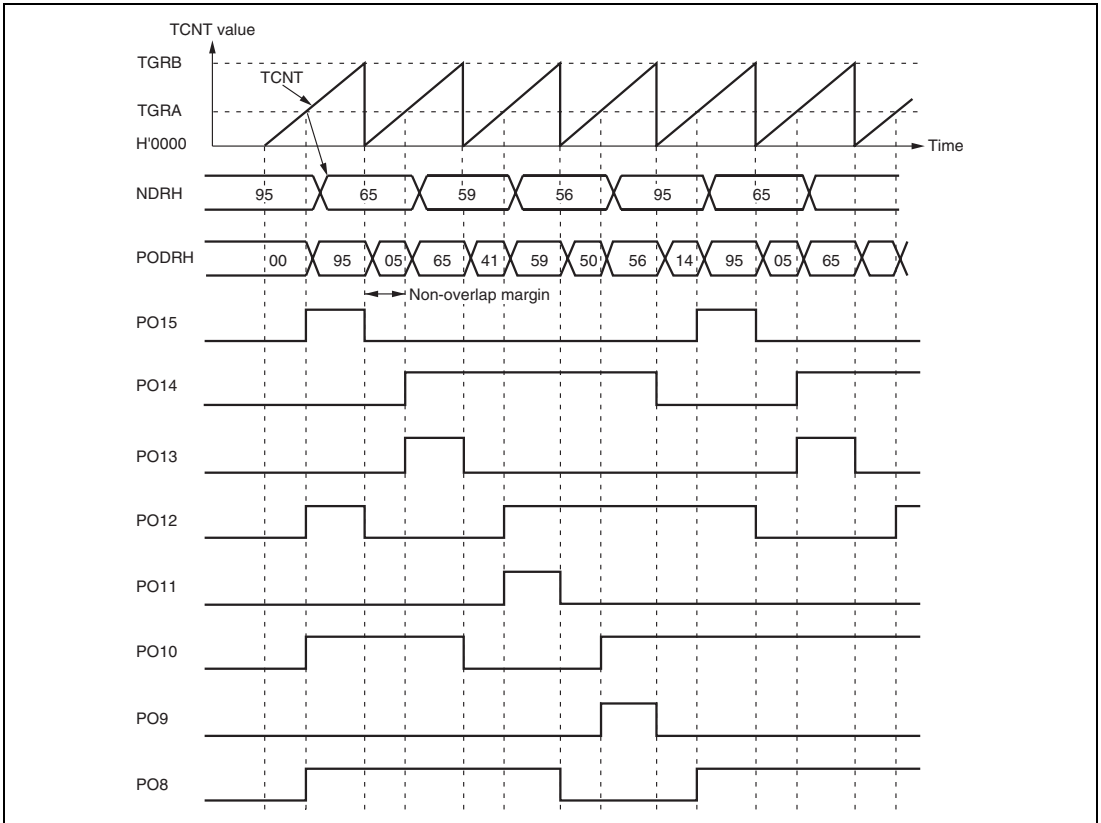 TCNT value
TGRB
TCNT
TGRA
H'0000
Time
NDRH 95 65 59 56 95 65
PODRH 00 95 05 65 41 59 50 56 14 95 05 65
Non-overlap margin
PO15
PO14
PO13
PO12
PO11
PO10
PO9
PO8